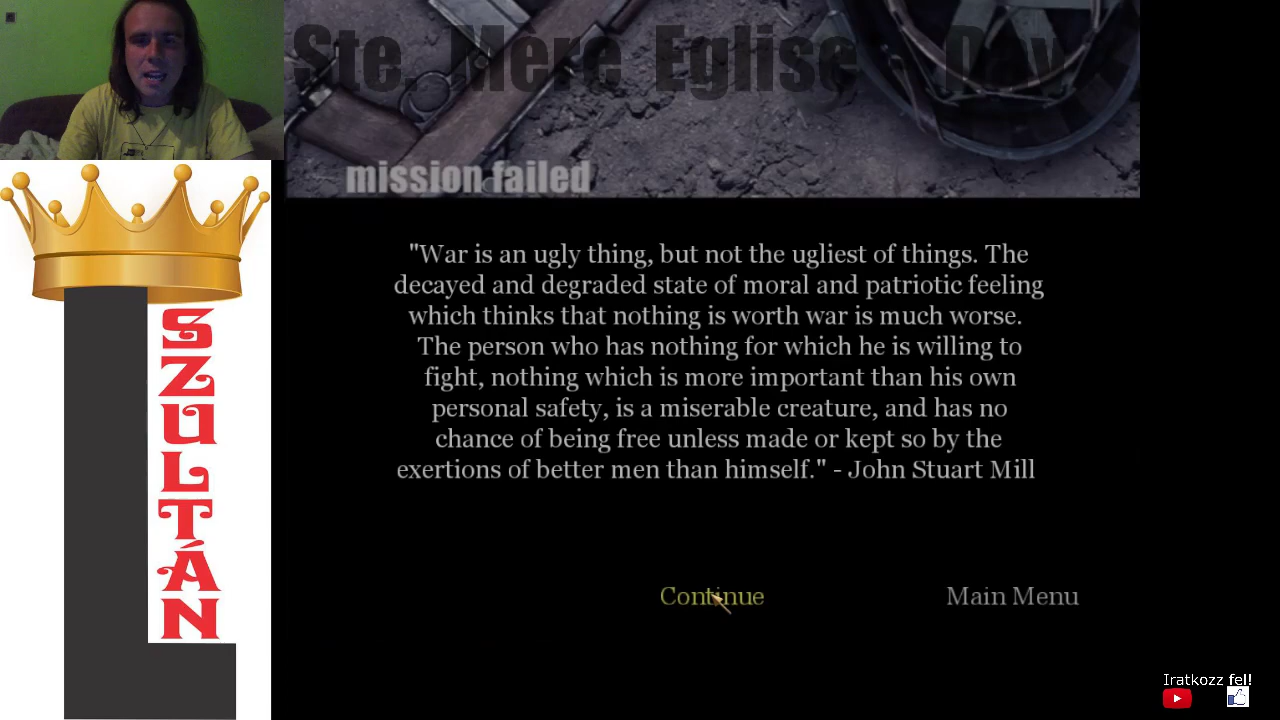 Ste. Mere Eglise - Day
mission failed
"War is an ugly thing, but not the ugliest of things. The
decayed and degraded state of moral and patriotic feeling
which thinks that nothing is worth war is much worse.
The person who has nothing for which he is willing to
fight, nothing which is more important than his own
personal safety, is a miserable creature, and has no
chance of being free unless made or kept so by the
exertions of better men than himself." - John Stuart Mill
Continue
Main Menu
L
SZULTÁN
Iratkozz fel!